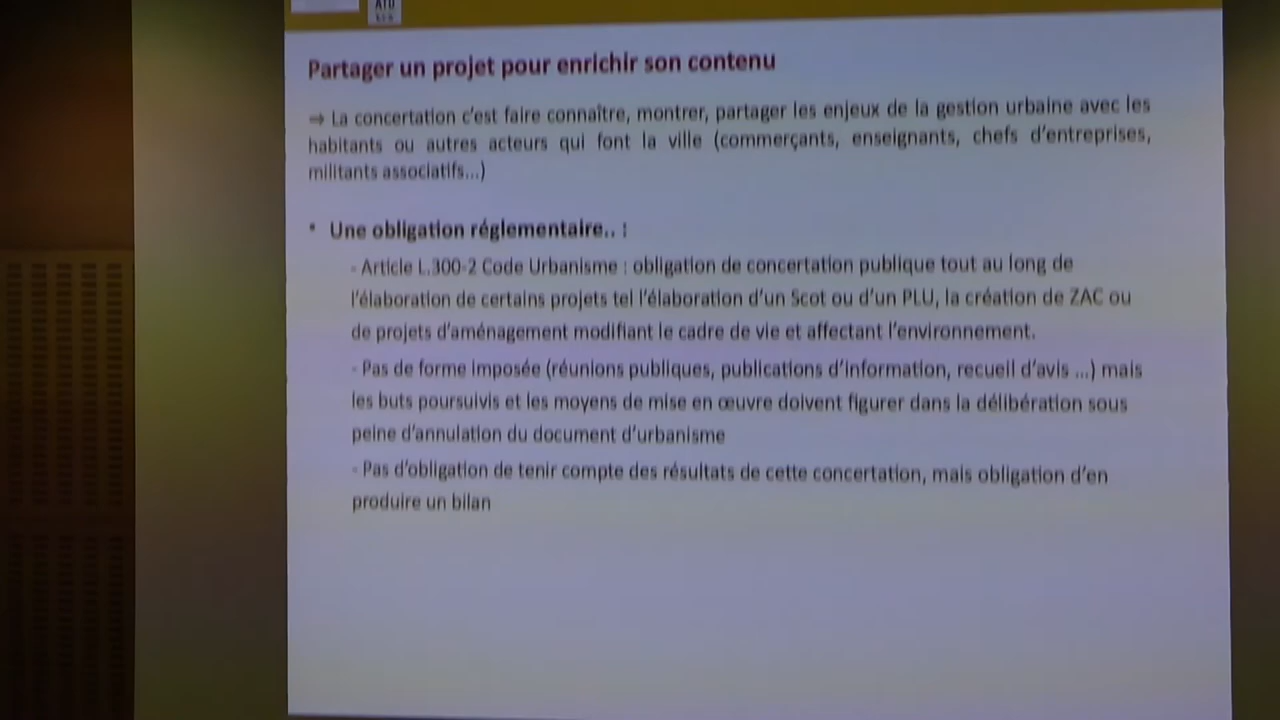 ATD
Partager un projet pour enrichir son contenu
⇒ La concertation c'est faire connaître, montrer, partager les enjeux de la gestion urbaine avec les
habitants ou autres acteurs qui font la ville (commerçants, enseignants, chefs d'entreprises,
militants associatifs...)
• Une obligation réglementaire.. :
- Article L.300-2 Code Urbanisme : obligation de concertation publique tout au long de
l'élaboration de certains projets tel l'élaboration d'un Scot ou d'un PLU, la création de ZAC ou
de projets d'aménagement modifiant le cadre de vie et affectant l'environnement.
- Pas de forme imposée (réunions publiques, publications d'information, recueil d'avis ...) mais
les buts poursuivis et les moyens de mise en œuvre doivent figurer dans la délibération sous
peine d'annulation du document d'urbanisme
- Pas d'obligation de tenir compte des résultats de cette concertation, mais obligation d'en
produire un bilan